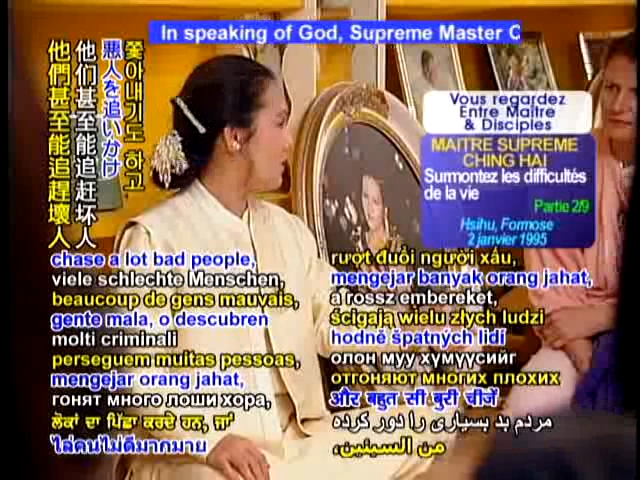 In speaking of God, Supreme Master C
쫓아내기도 하고
悪人を追いかけ
他们甚至能追赶坏人
他們甚至能追趕壞人
Vous regardez
Entre Maître
& Disciples
MAITRE SUPREME
CHING HAI
Surmontez les difficultés
de la vie
Partie 2/9
Hsihu, Formose
2 janvier 1995
chase a lot bad people,
viele schlechte Menschen,
beaucoup de gens mauvais,
gente mala, o descubren
molti criminali
perseguem muitas pessoas,
mengejar orang jahat,
гонят много лоши хора,
ਲੋਕਾਂ ਦਾ ਪਿੱਛਾ ਕਰਦੇ ਹਨ, ਜਾਂ
ไล่คนไม่ดีมากมาย
rượt đuổi người xấu,
mengejar banyak orang jahat,
a rossz embereket,
ścigają wielu złych ludzi
hodně špatných lidí
олон муу хүмүүсийг
отгоняют многих плохих
और बहुत सी बुरी चीजें
مردم بد بسیاری را دور کرده
من السيئين،